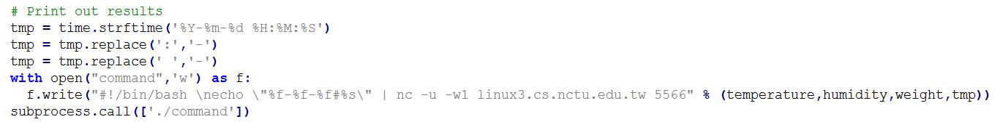 # Print out results
tmp = time.strftime('%Y-%m-%d %H:%M:%S')
tmp = tmp.replace(':','-')
tmp = tmp.replace(' ','-')
with open("command",'w') as f:
  f.write("#!/bin/bash \necho \"%f-%f-%f#%s\" | nc -u -w1 linux3.cs.nctu.edu.tw 5566" % (temperature,humidity,weight,tmp))
subprocess.call(['./command'])